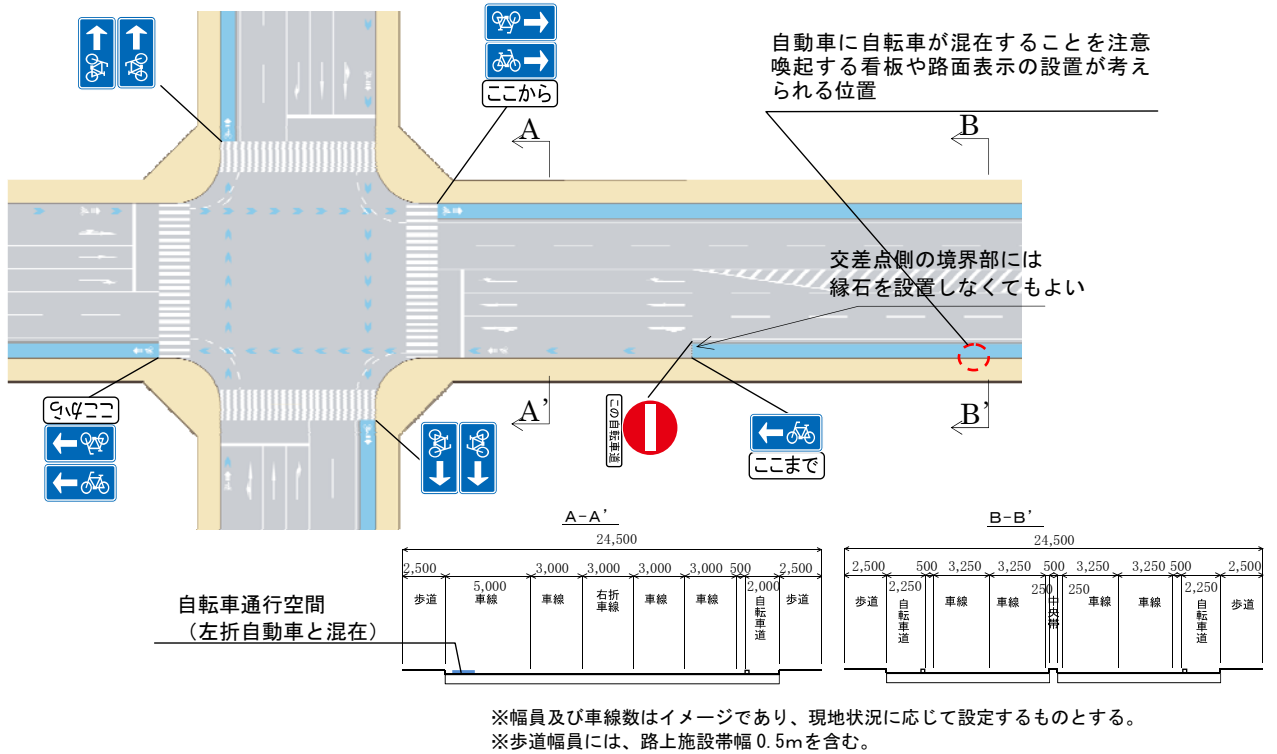 自動車に自転車が混在することを注意
喚起する看板や路面表示の設置が考え
られる位置
ここから
A
B
交差点側の境界部には
縁石を設置しなくてもよい
ここから
A’
B’
この自転車道
ここまで
A-A’
24,500
2,500
5,000
3,000
3,000
3,000
3,000
500
2,000
2,500
歩道
車線
車線
右折
車線
車線
車線
自転車道
歩道
B-B’
24,500
2,500
2,250
500
3,250
3,250
250
500
250
3,250
3,250
500
2,250
2,500
歩道
自転車道
車線
車線
中央帯
車線
車線
自転車道
歩道
自転車通行空間
（左折自動車と混在）
※幅員及び車線数はイメージであり、現地状況に応じて設定するものとする。
※歩道幅員には、路上施設帯幅 0.5mを含む。